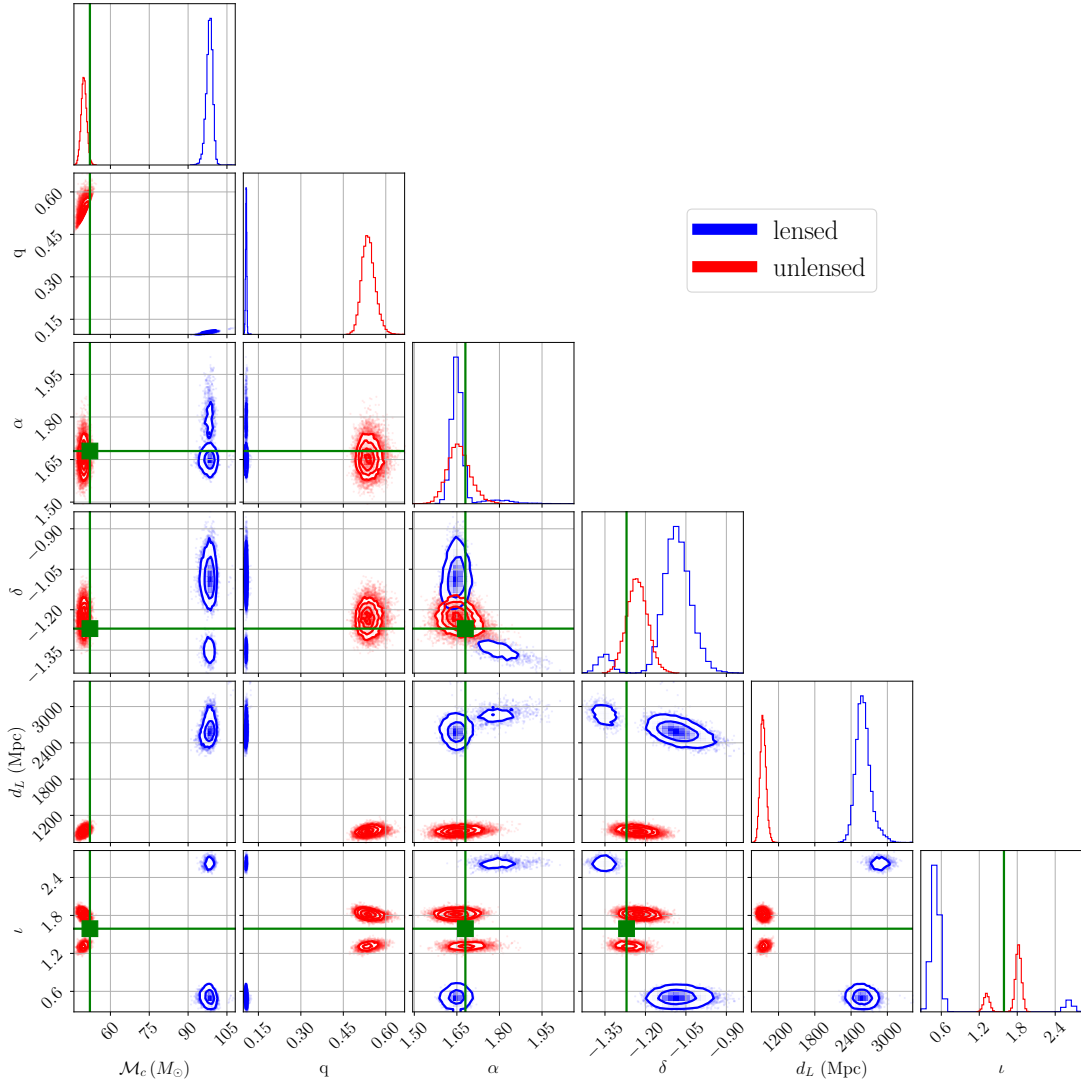 lensed
unlensed
q
0.60
0.45
0.30
0.15
α
1.95
1.80
1.65
1.50
δ
−0.90
−1.05
−1.20
−1.35
d_L (Mpc)
3000
2400
1800
1200
ι
2.4
1.8
1.2
0.6
60 75 90 105 0.15 0.30 0.45 0.60 1.50 1.65 1.80 1.95 −1.35 −1.20 −1.05 −0.90 1200 1800 2400 3000 0.6 1.2 1.8 2.4
ℳ_c (M_⊙) q α δ d_L (Mpc) ι